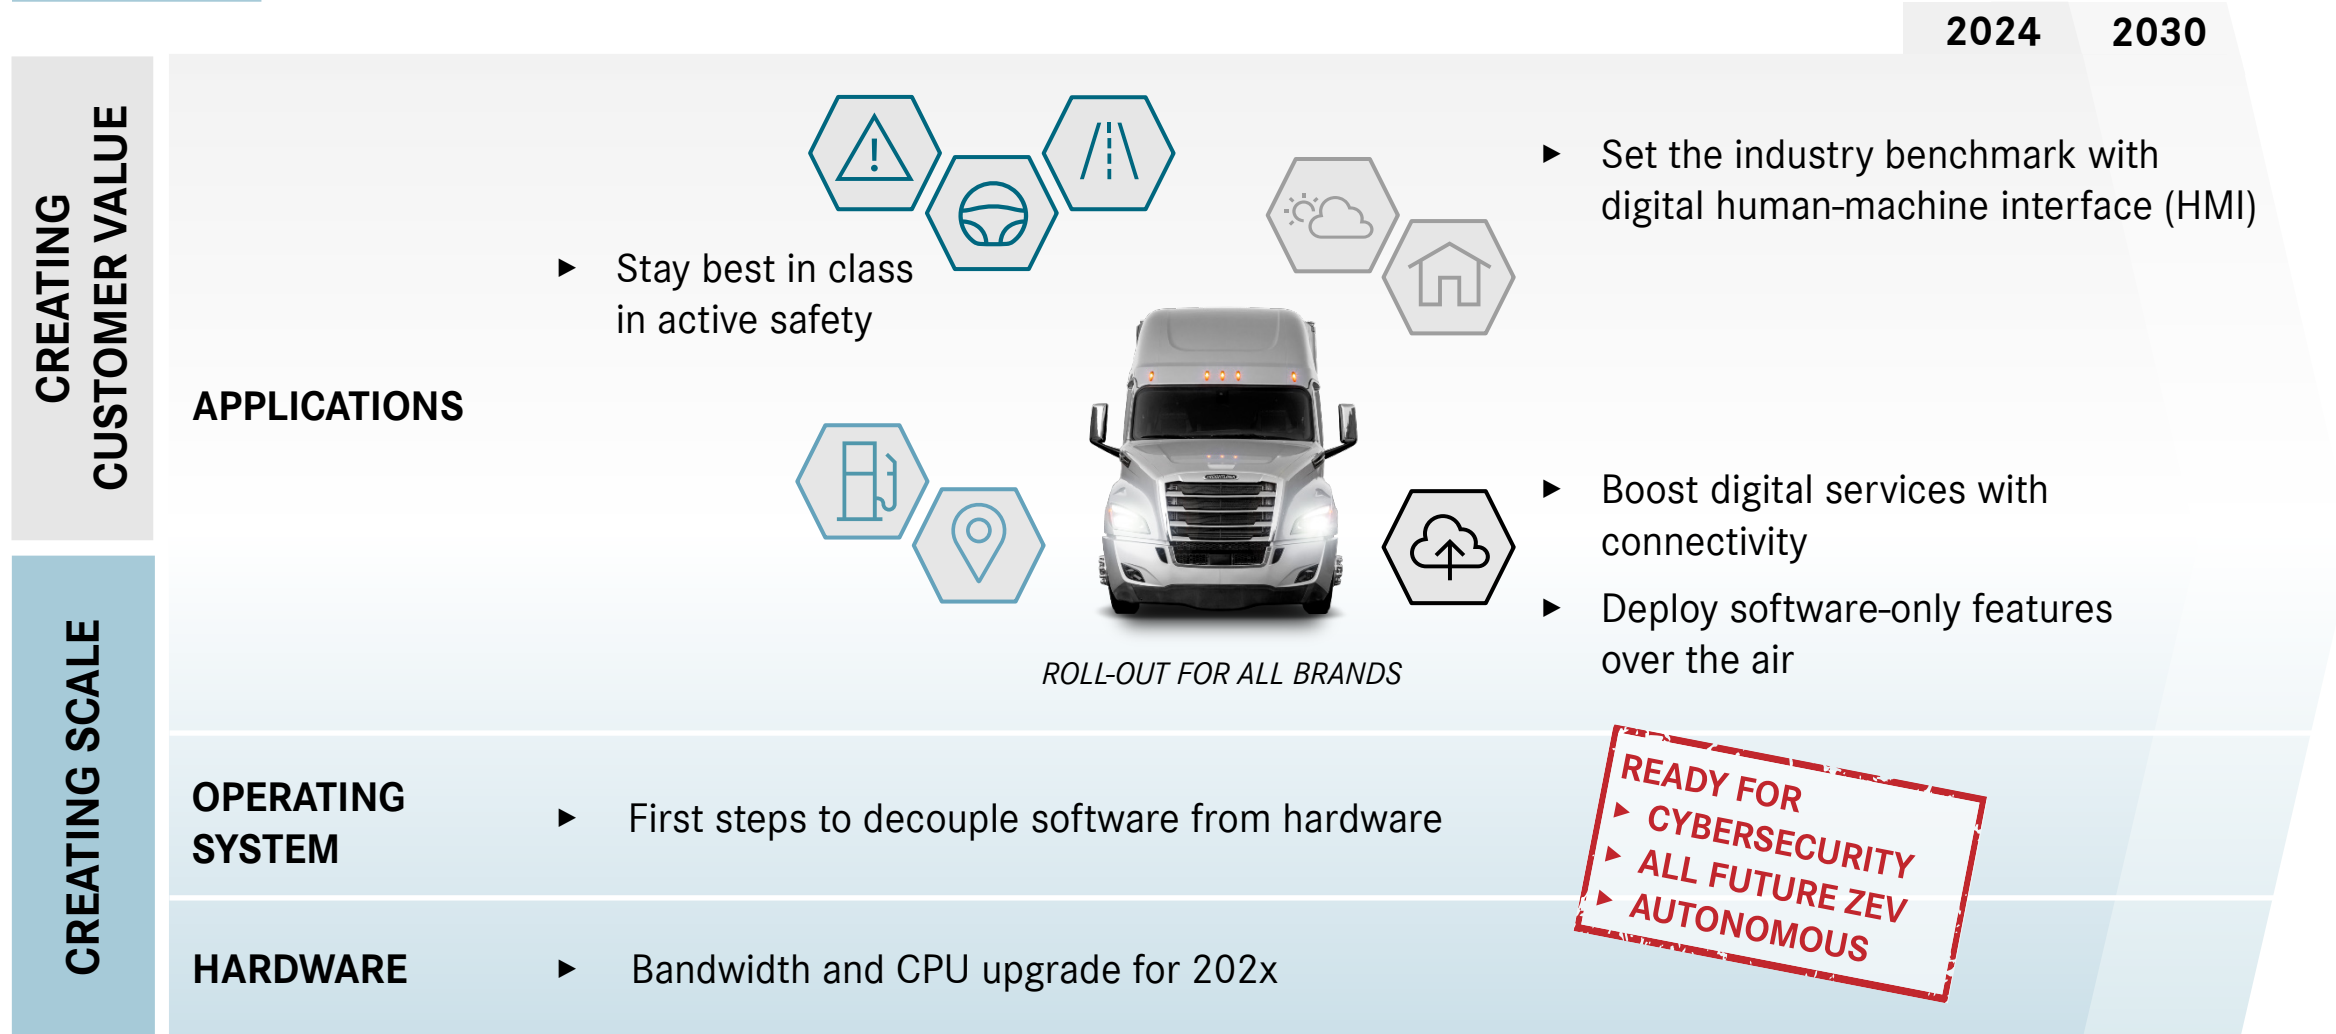 2024 2030
CREATING
CUSTOMER VALUE
APPLICATIONS
► Stay best in class
in active safety
► Set the industry benchmark with
digital human-machine interface (HMI)
► Boost digital services with
connectivity
► Deploy software-only features
over the air
ROLL-OUT FOR ALL BRANDS
CREATING SCALE
OPERATING
SYSTEM
► First steps to decouple software from hardware
HARDWARE
► Bandwidth and CPU upgrade for 202x
READY FOR
► CYBERSECURITY
► ALL FUTURE ZEV
► AUTONOMOUS